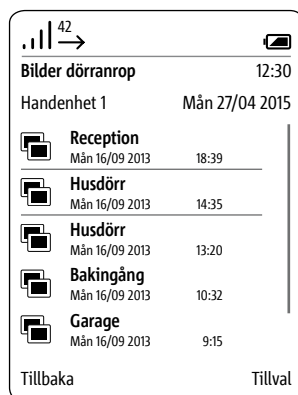 42
Bilder dörranrop 12:30
Handenhet 1 Mån 27/04 2015
Reception
Mån 16/09 2013 18:39
Husdörr
Mån 16/09 2013 14:35
Husdörr
Mån 16/09 2013 13:20
Bakingång
Mån 16/09 2013 10:32
Garage
Mån 16/09 2013 9:15
Tillbaka Tillval